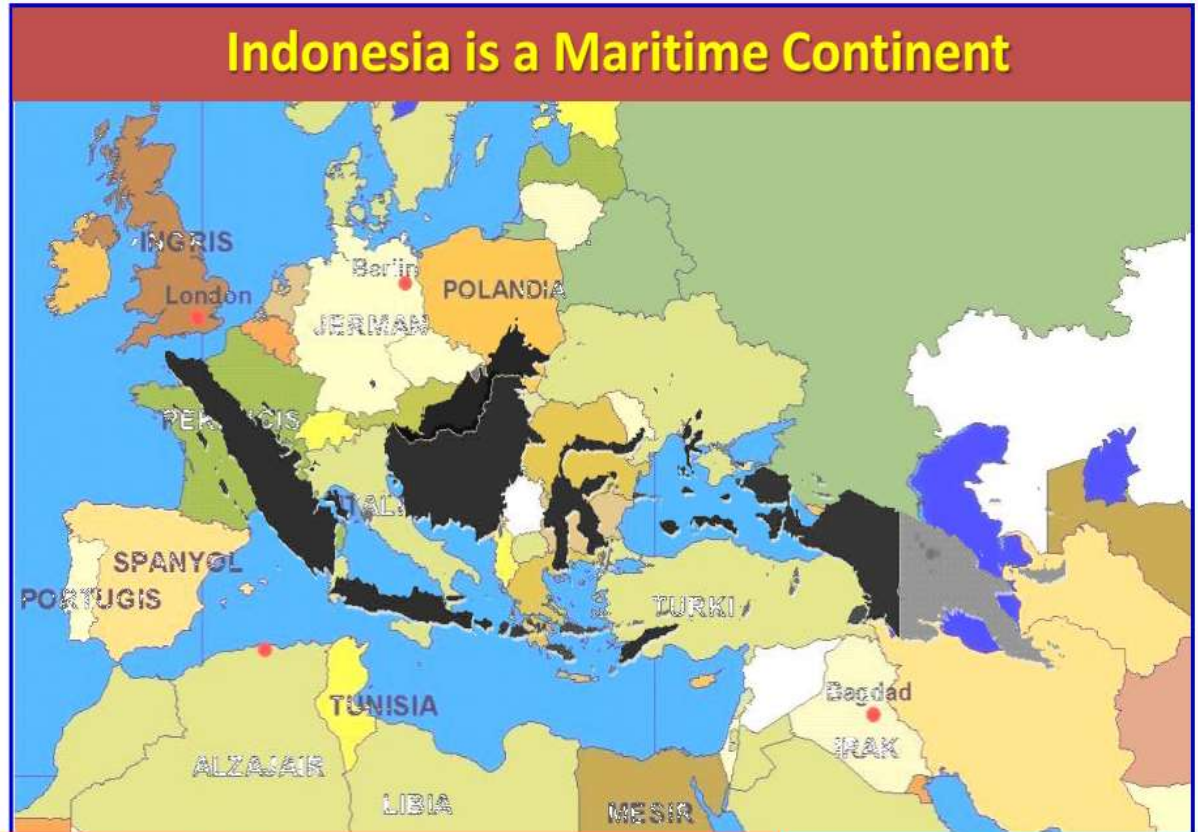 Indonesia is a Maritime Continent
INGRIS
London
Berlin
POLANDIA
JERMAN
SPANYOL
PORTUGIS
TURKI
TUNISIA
Bagdad
IRAK
ALZAJAIR
LIBIA
MESIR